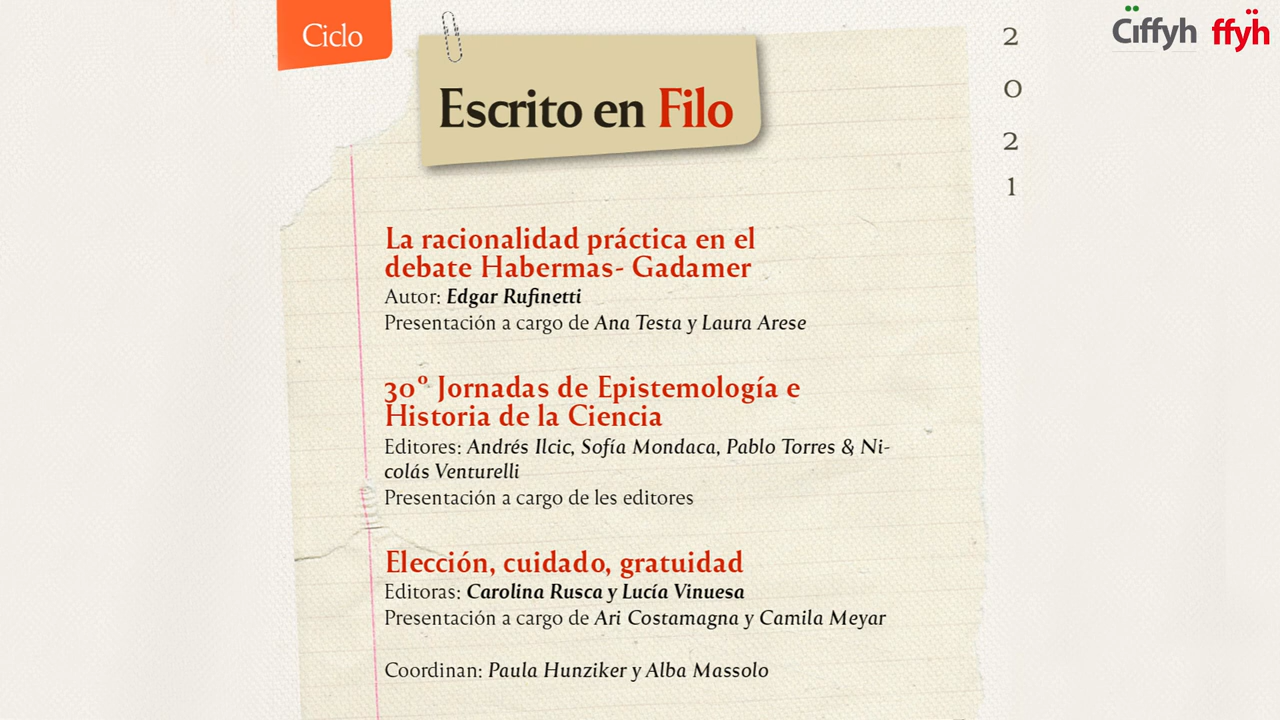 Ciclo
Escrito en Filo
2
0
2
1
Ciffyh ffyh
La racionalidad práctica en el
debate Habermas- Gadamer
Autor: Edgar Rufinetti
Presentación a cargo de Ana Testa y Laura Arese
30º Jornadas de Epistemología e
Historia de la Ciencia
Editores: Andrés Ilcic, Sofía Mondaca, Pablo Torres & Ni-
colás Venturelli
Presentación a cargo de les editores
Elección, cuidado, gratuidad
Editoras: Carolina Rusca y Lucía Vinuesa
Presentación a cargo de Ari Costamagna y Camila Meyar
Coordinan: Paula Hunziker y Alba Massolo